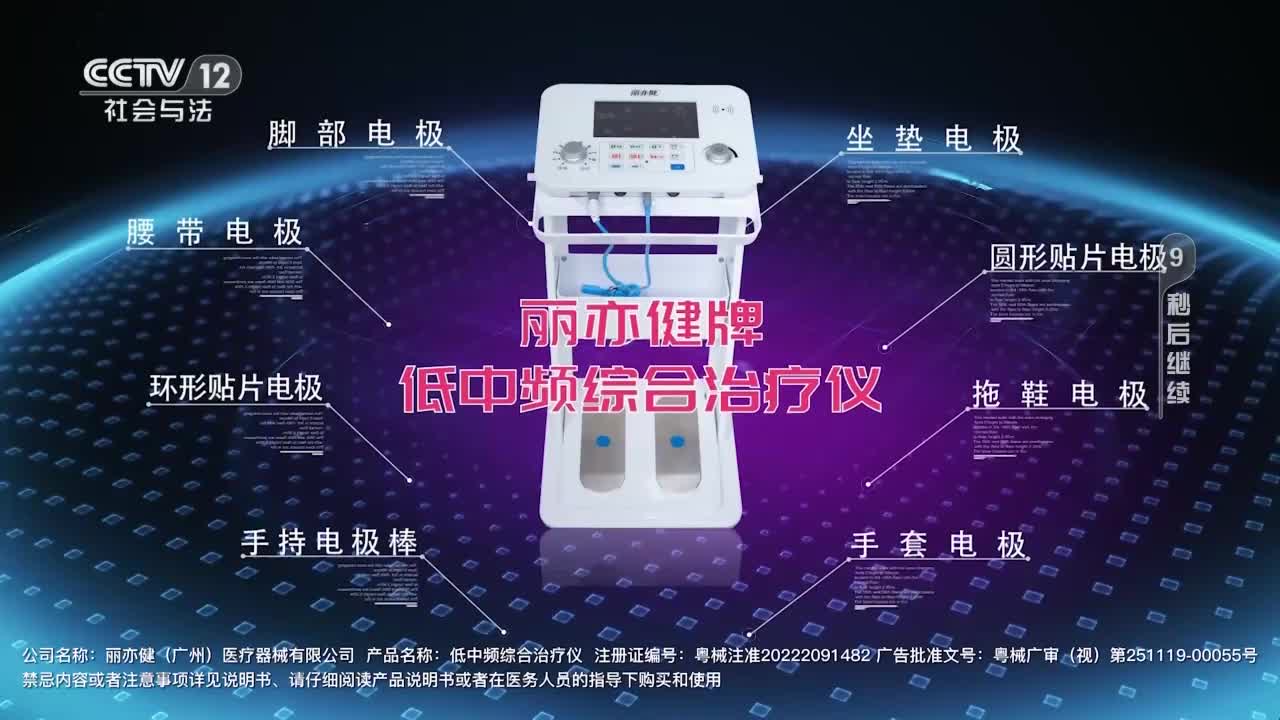 CCTV 12
社会与法
丽亦健
脚部电极
坐垫电极
腰带电极
圆形贴片电极
9
秒后继续
丽亦健牌
低中频综合治疗仪
环形贴片电极
拖鞋电极
手持电极棒
手套电极
公司名称：丽亦健（广州）医疗器械有限公司 产品名称：低中频综合治疗仪 注册证编号：粤械注准20222091482 广告批准文号：粤械广审（视）第251119-00055号
禁忌内容或者注意事项详见说明书、请仔细阅读产品说明书或者在医务人员的指导下购买和使用